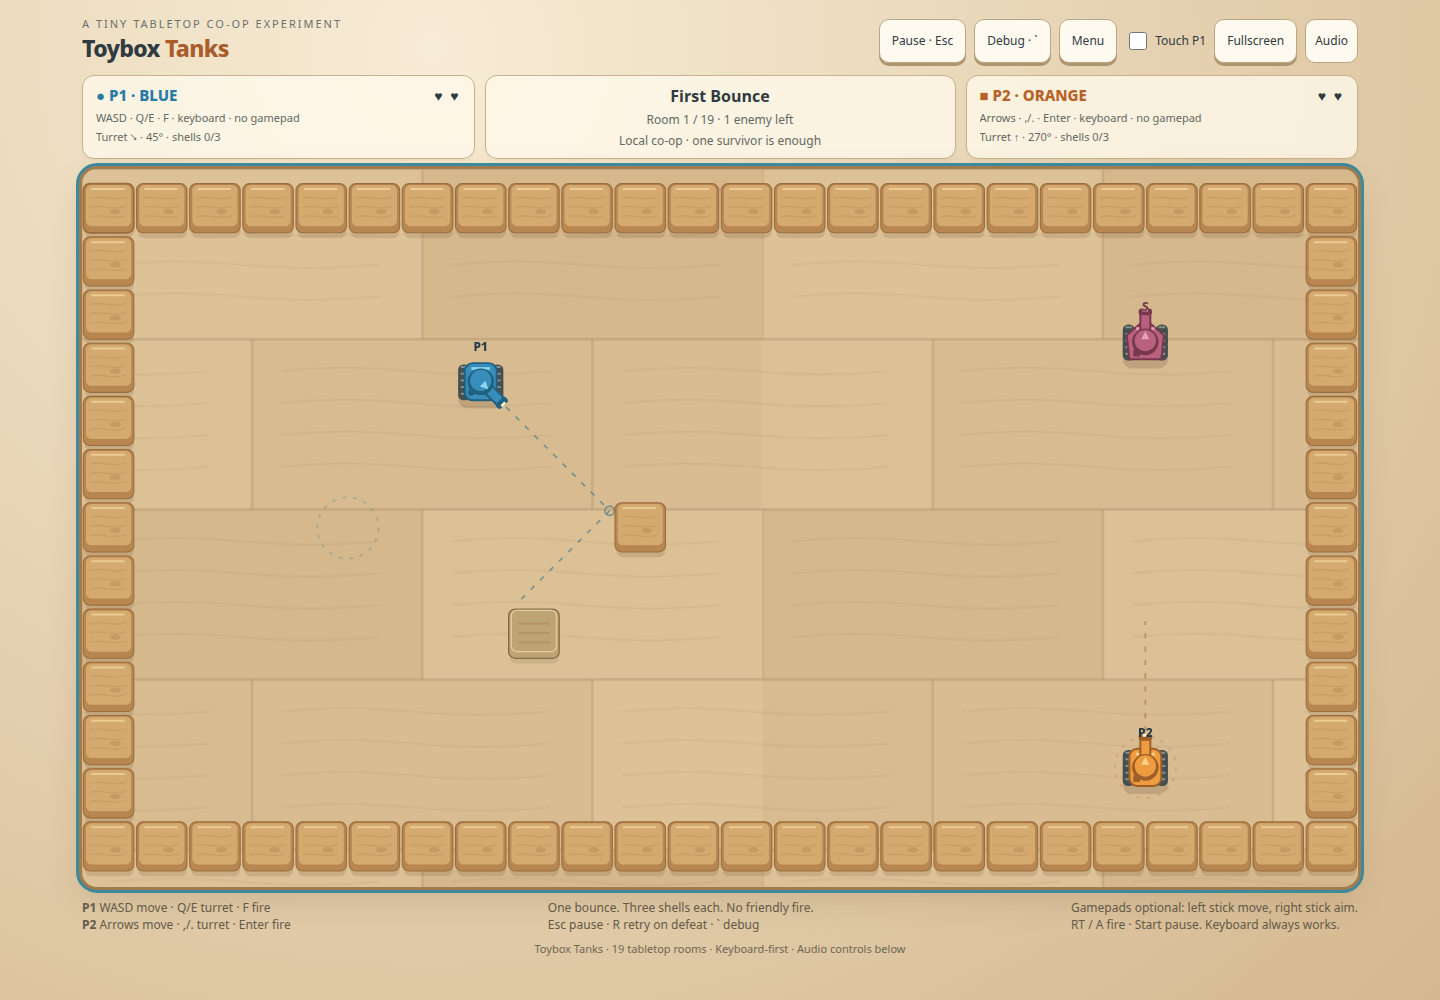 A TINY TABLETOP CO-OP EXPERIMENT
Toybox Tanks
Pause · Esc
Debug · `
Menu
Touch P1
Fullscreen
Audio
● P1 · BLUE
♥ ♥
WASD · Q/E · F · keyboard · no gamepad
Turret ↘ · 45° · shells 0/3
First Bounce
Room 1 / 19 · 1 enemy left
Local co-op · one survivor is enough
■ P2 · ORANGE
♥ ♥
Arrows · ,/. · Enter · keyboard · no gamepad
Turret ↑ · 270° · shells 0/3
S
P1
P2
P1 WASD move · Q/E turret · F fire
P2 Arrows move · ,/. turret · Enter fire
One bounce. Three shells each. No friendly fire.
Esc pause · R retry on defeat · ` debug
Gamepads optional: left stick move, right stick aim.
RT / A fire · Start pause. Keyboard always works.
Toybox Tanks · 19 tabletop rooms · Keyboard-first · Audio controls below